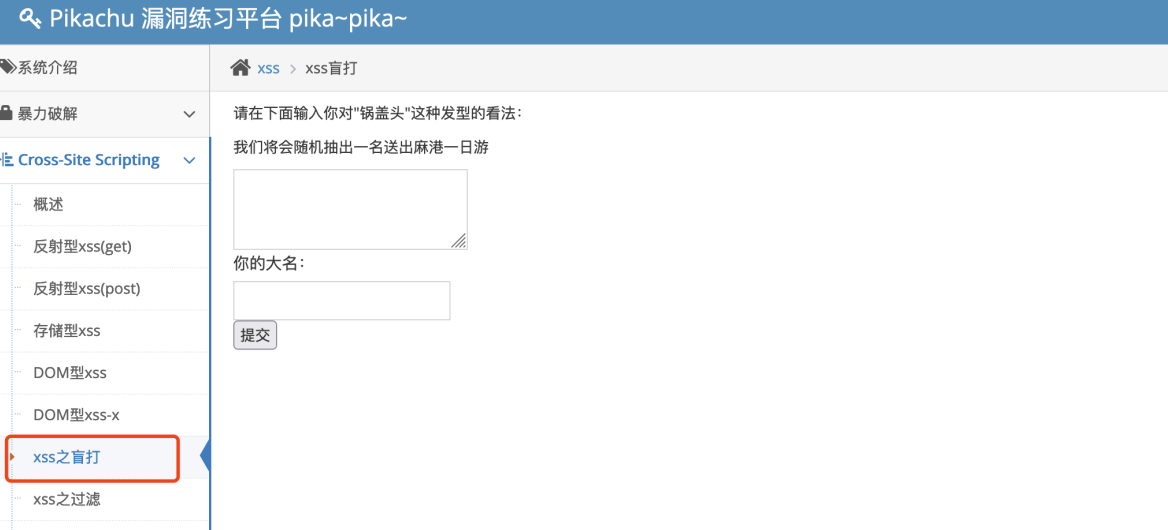 Pikachu 漏洞练习平台 pika~pika~
系统介绍
暴力破解
Cross-Site Scripting
概述
反射型xss(get)
反射型xss(post)
存储型xss
DOM型xss
DOM型xss-x
xss之盲打
xss之过滤
xss > xss盲打
请在下面输入你对"锅盖头"这种发型的看法：
我们将会随机抽出一名送出麻港一日游
你的大名：
提交